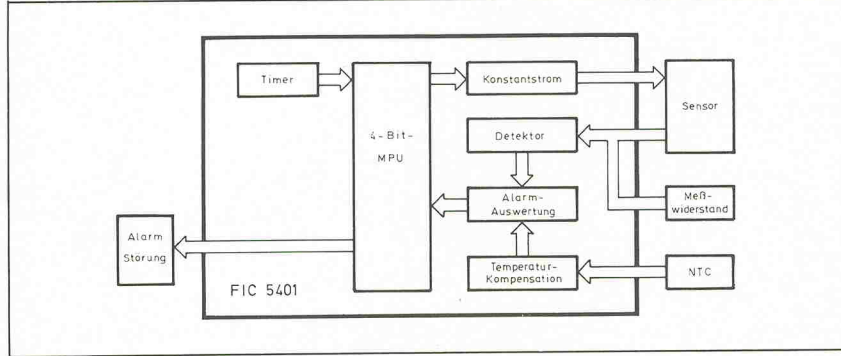 Timer
4-Bit-
MPU
Konstantstrom
Sensor
Detektor
Alarm-
Auswertung
Meß-
widerstand
Alarm
Störung
Temperatur-
Kompensation
NTC
FIC 5401